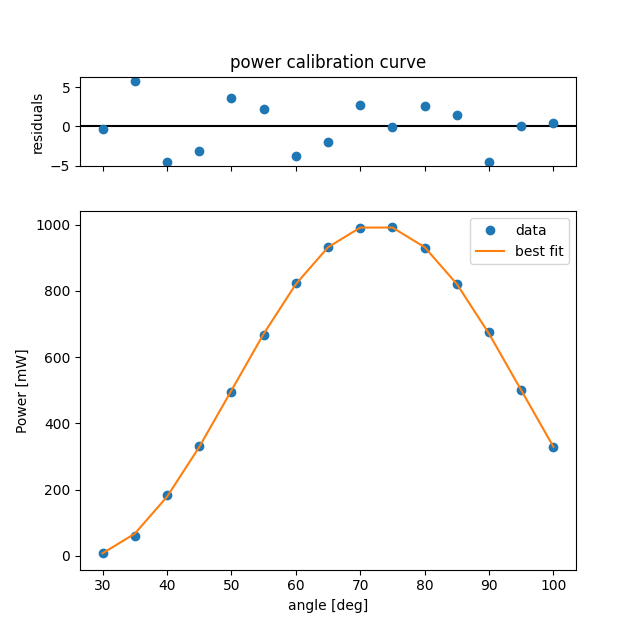 power calibration curve
residuals
5
0
−5
Power [mW]
1000
800
600
400
200
0
data
best fit
30 40 50 60 70 80 90 100
angle [deg]